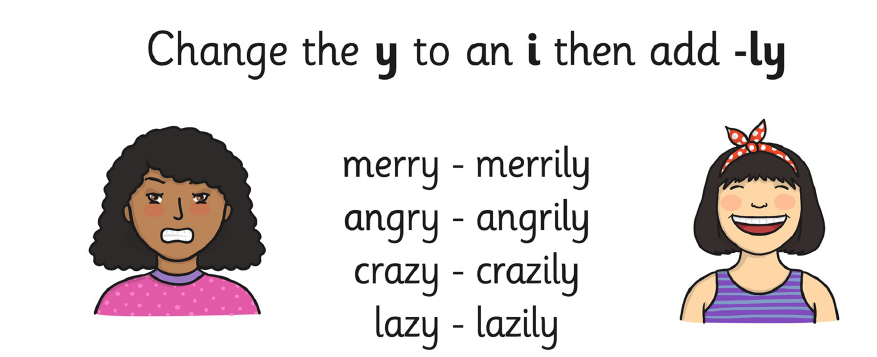 Change the y to an i then add -ly
merry - merrily
angry - angrily
crazy - crazily
lazy - lazily